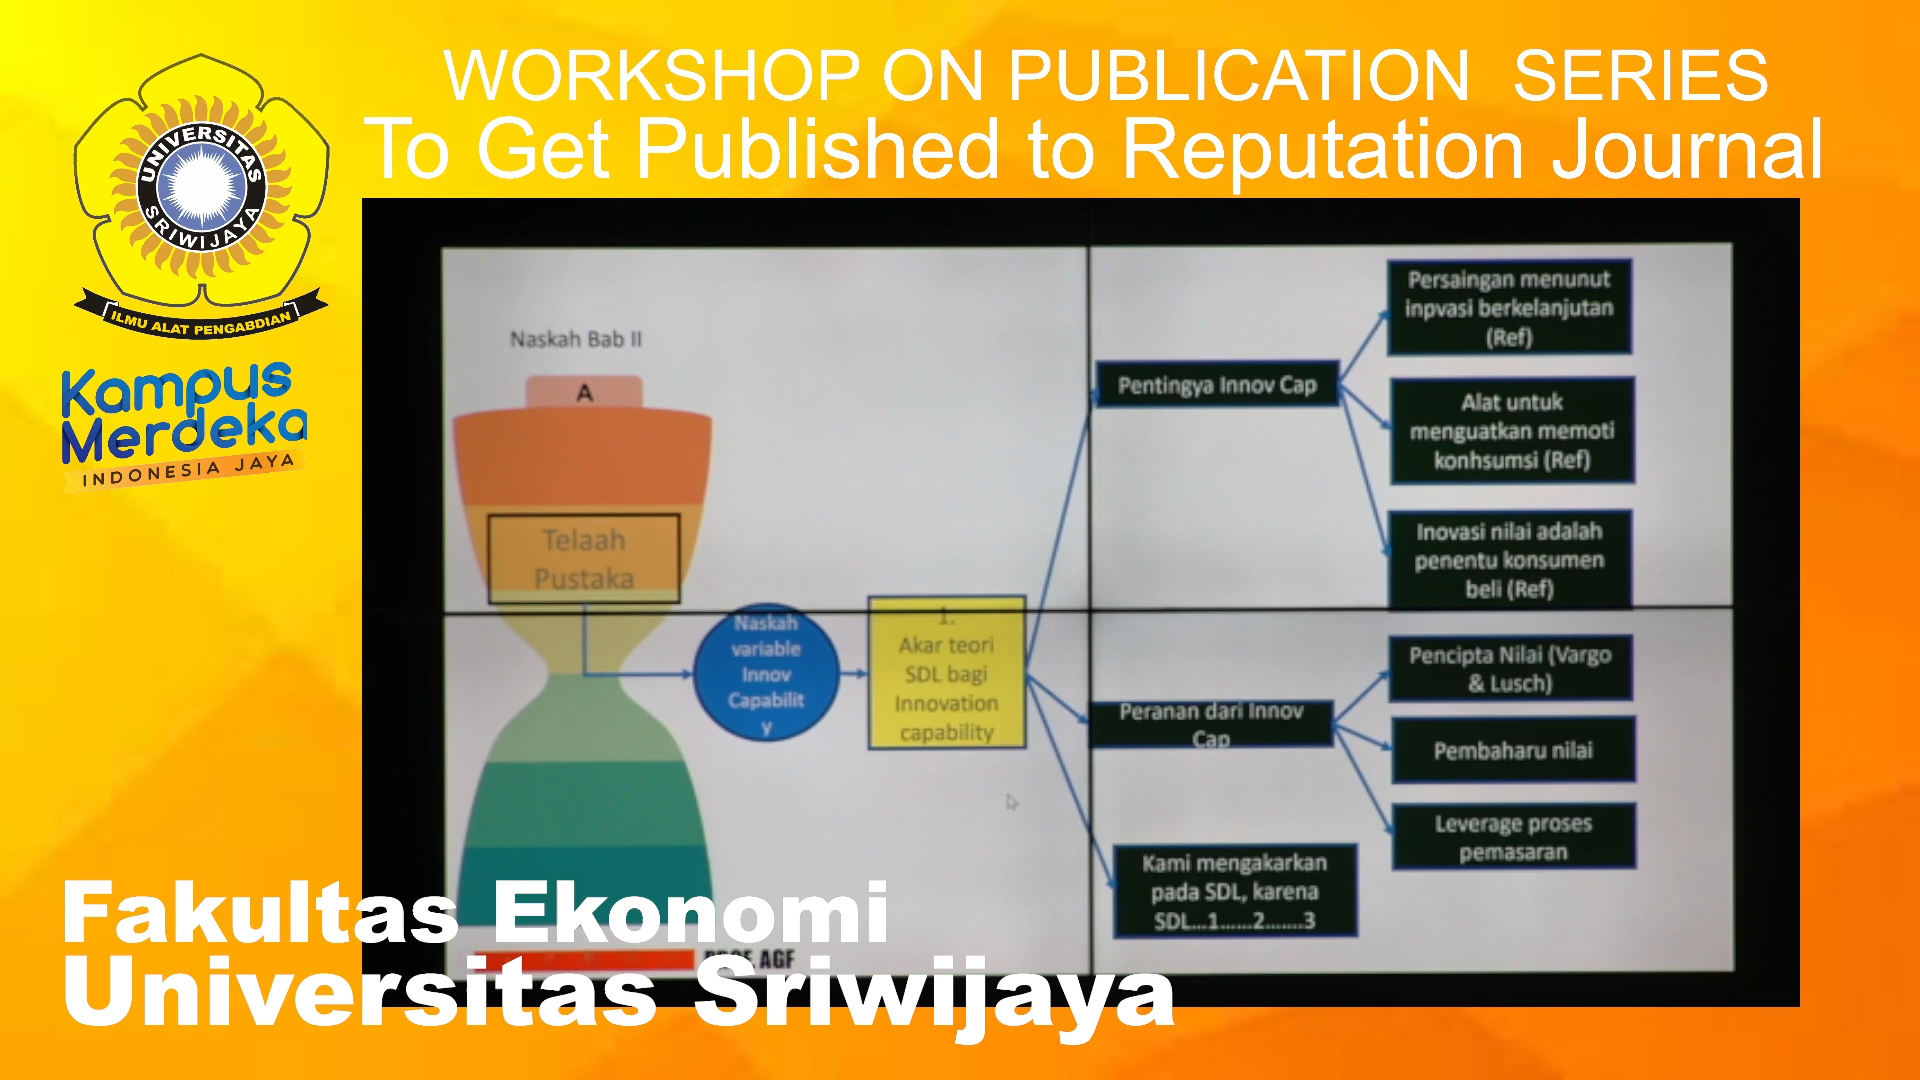 WORKSHOP ON PUBLICATION SERIES
To Get Published to Reputation Journal
UNIVERSITAS
SRIWIJAYA
ILMU ALAT PENGABDIAN
Kampus
Merdeka
INDONESIA JAYA
Naskah Bab II
A
Telaah
Pustaka
Naskah
variable
Innov
Capabilit
y
1.
Akar teori
SDL bagi
Innovation
capability
Pentingya Innov Cap
Persaingan menunut
inpvasi berkelanjutan
(Ref)
Alat untuk
menguatkan memoti
konhsumsi (Ref)
Inovasi nilai adalah
penentu konsumen
beli (Ref)
Peranan dari Innov
Cap
Pencipta Nilai (Vargo
& Lusch)
Pembaharu nilai
Leverage proses
pemasaran
Kami mengakarkan
pada SDL, karena
SDL...1......2.......3
PROF AGF
Fakultas Ekonomi
Universitas Sriwijaya